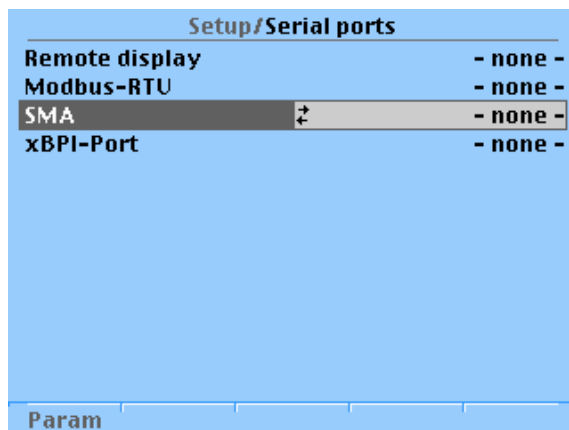 Setup/Serial ports
Remote display - none -
Modbus-RTU - none -
SMA - none -
xBPI-Port - none -
Param